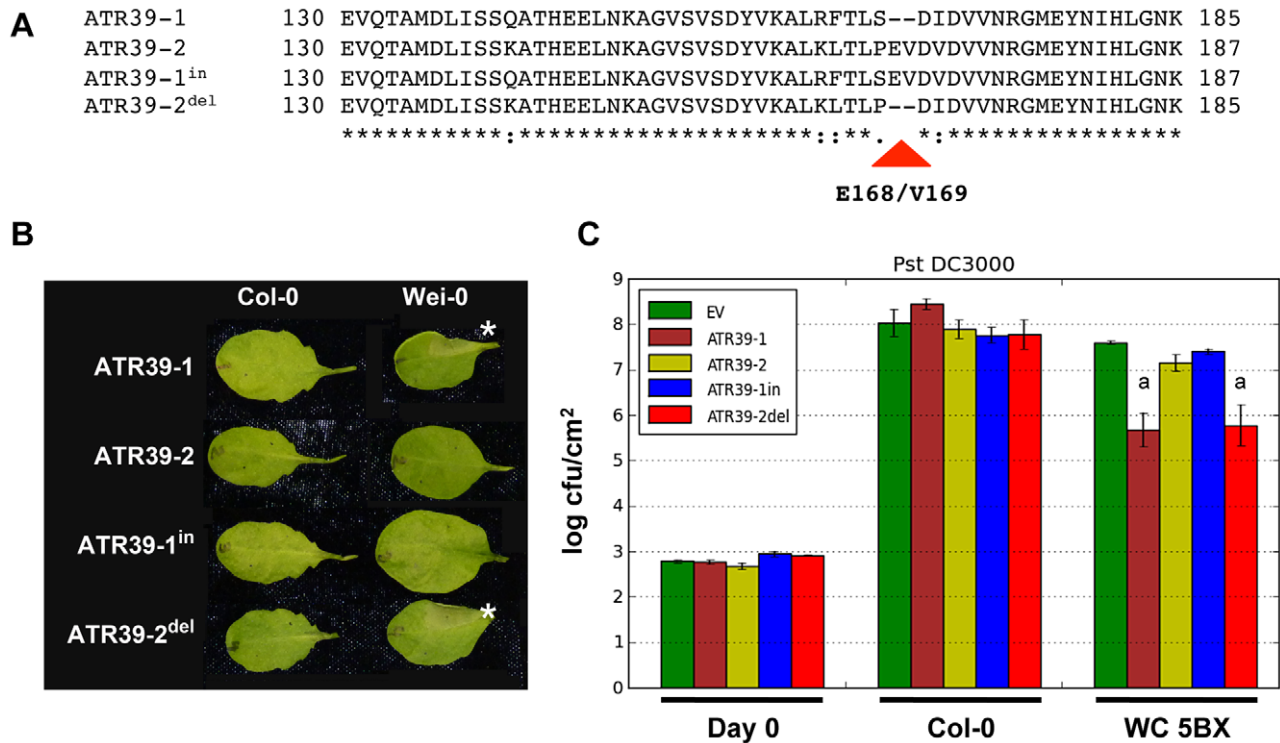 A
ATR39-1 130 EVQTAMDLISSQATHEELNKAGVSVSDYVKALRFTLS--DIDVVNRGMEYNIHLGNK 185
ATR39-2 130 EVQTAMDLISSKATHEELNKAGVSVSDYVKALKLTLPEVDVDVVNRGMEYNIHLGNK 187
ATR39-1in 130 EVQTAMDLISSQATHEELNKAGVSVSDYVKALRFTLSEVDVDVVNRGMEYNIHLGNK 187
ATR39-2del 130 EVQTAMDLISSKATHEELNKAGVSVSDYVKALKLTLP--DIDVVNRGMEYNIHLGNK 185
***********:********************::**.  *:****************
E168/V169
B
Col-0 Wei-0
ATR39-1 *
ATR39-2
ATR39-1in
ATR39-2del *
C
Pst DC3000
log cfu/cm2
9
8
7
6
5
4
3
2
1
0
EV
ATR39-1
ATR39-2
ATR39-1in
ATR39-2del
a a
Day 0 Col-0 WC 5BX